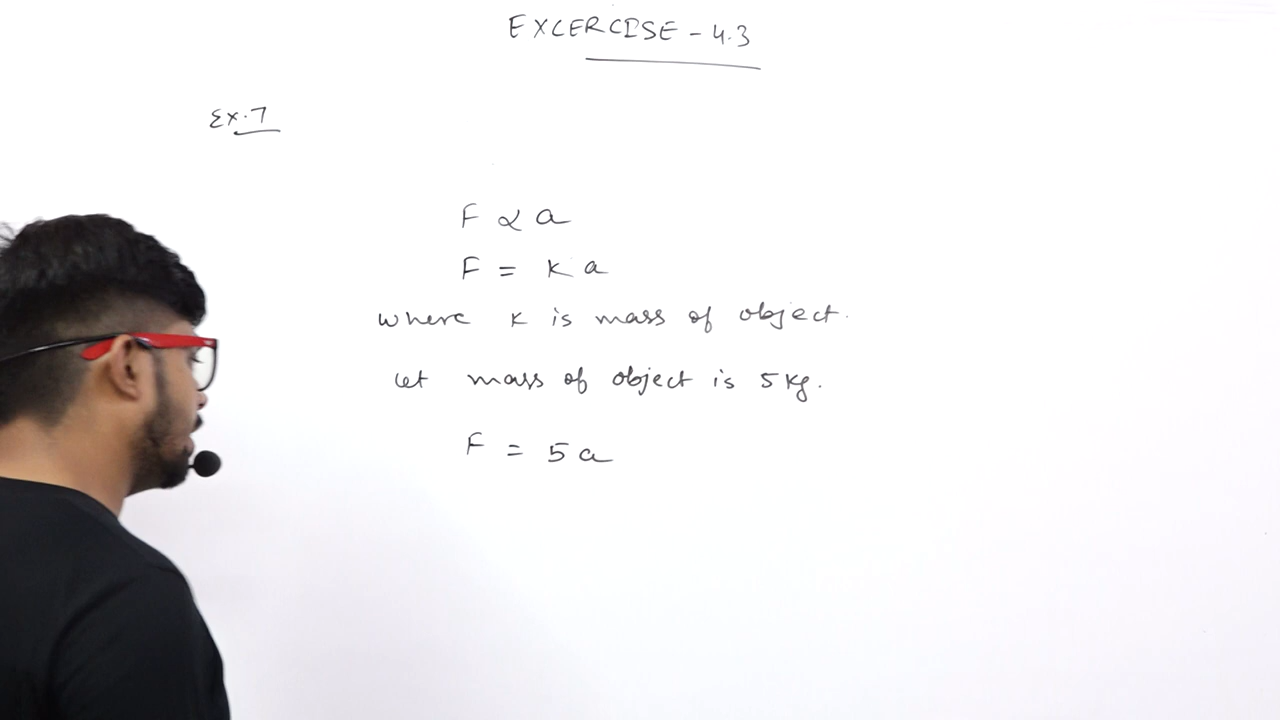 EXCERCISE - 4.3
Ex.7
F ∝ a
F = K a
where K is mass of object.
let mass of object is 5 kg.
F = 5 a